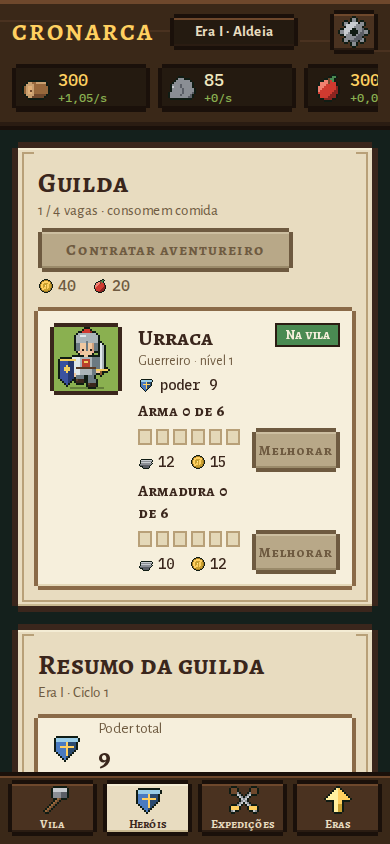 CRONARCA
Era I · Aldeia
300
+1,05/s
85
+0/s
300
+0,0
Guilda
1 / 4 vagas · consomem comida
Contratar aventureiro
40 20
Urraca
Na vila
Guerreiro · nível 1
poder 9
Arma 0 de 6
Melhorar
12 15
Armadura 0
de 6
Melhorar
10 12
Resumo da guilda
Era I · Ciclo 1
Poder total
9
Vila
Heróis
Expedições
Eras